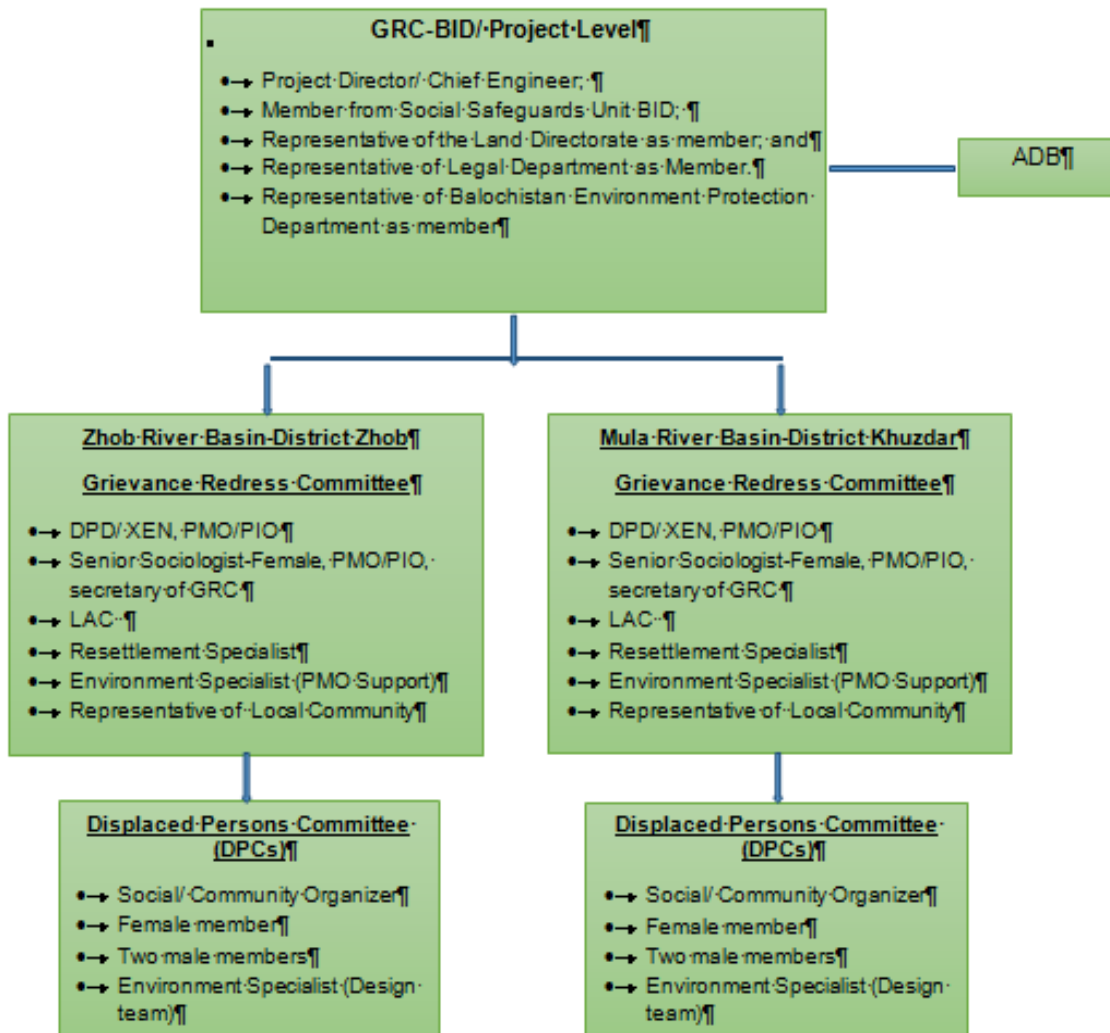 GRC-BID/ Project Level¶
•→ Project Director/ Chief Engineer; ¶
•→ Member from Social Safeguards Unit BID; ¶
•→ Representative of the Land Directorate as member; and¶
•→ Representative of Legal Department as Member.¶
•→ Representative of Balochistan Environment Protection
Department as member¶
ADB¶
Zhob River Basin-District Zhob¶
Grievance Redress Committee¶
•→ DPD/ XEN, PMO/PIO¶
•→ Senior Sociologist-Female, PMO/PIO,
secretary of GRC¶
•→ LAC ¶
•→ Resettlement Specialist¶
•→ Environment Specialist (PMO Support)¶
•→ Representative of Local Community¶
Mula River Basin-District Khuzdar¶
Grievance Redress Committee¶
•→ DPD/ XEN, PMO/PIO¶
•→ Senior Sociologist-Female, PMO/PIO,
secretary of GRC¶
•→ LAC ¶
•→ Resettlement Specialist¶
•→ Environment Specialist (PMO Support)¶
•→ Representative of Local Community¶
Displaced Persons Committee
(DPCs)¶
•→ Social/ Community Organizer¶
•→ Female member¶
•→ Two male members¶
•→ Environment Specialist (Design
team)¶
Displaced Persons Committee
(DPCs)¶
•→ Social/ Community Organizer¶
•→ Female member¶
•→ Two male members¶
•→ Environment Specialist (Design
team)¶